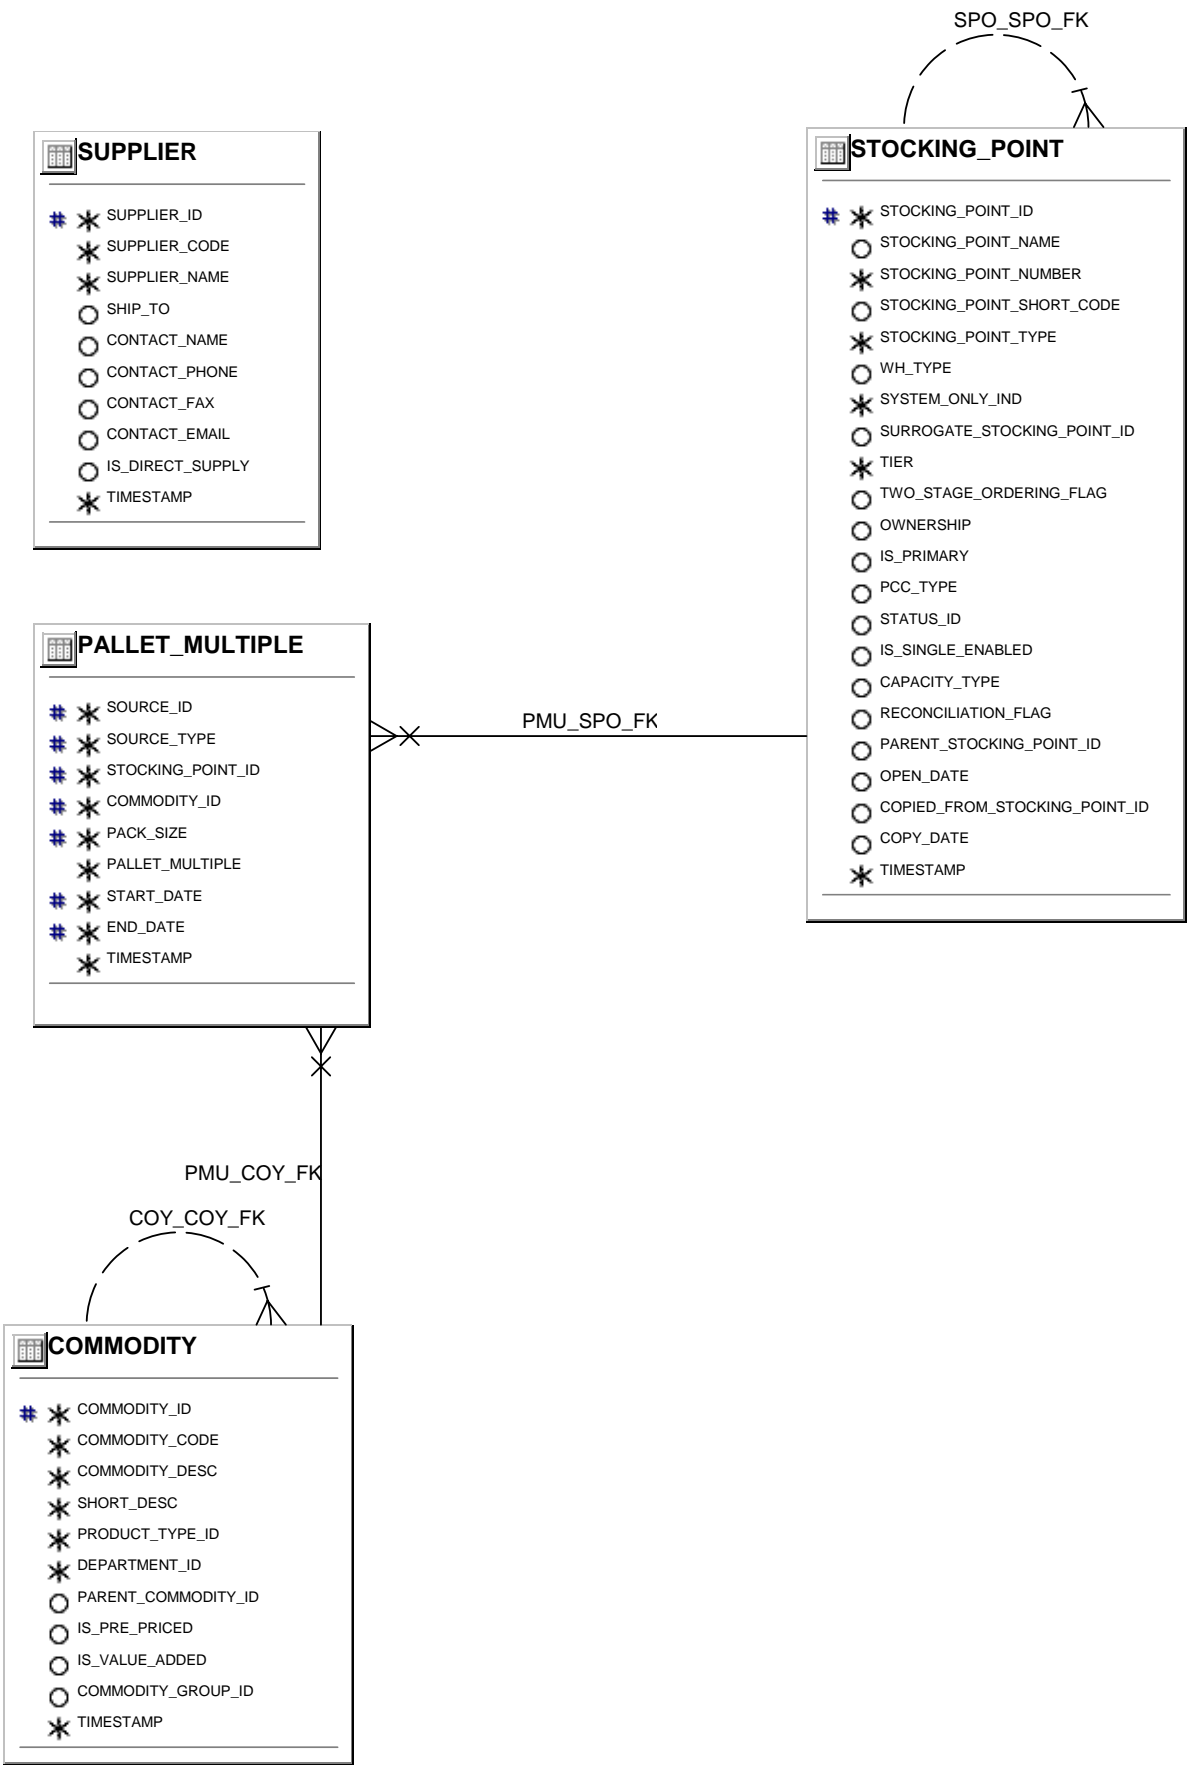 SPO_SPO_FK
SUPPLIER
# * SUPPLIER_ID
* SUPPLIER_CODE
* SUPPLIER_NAME
O SHIP_TO
O CONTACT_NAME
O CONTACT_PHONE
O CONTACT_FAX
O CONTACT_EMAIL
O IS_DIRECT_SUPPLY
* TIMESTAMP
STOCKING_POINT
# * STOCKING_POINT_ID
O STOCKING_POINT_NAME
* STOCKING_POINT_NUMBER
O STOCKING_POINT_SHORT_CODE
* STOCKING_POINT_TYPE
O WH_TYPE
* SYSTEM_ONLY_IND
O SURROGATE_STOCKING_POINT_ID
* TIER
O TWO_STAGE_ORDERING_FLAG
O OWNERSHIP
O IS_PRIMARY
O PCC_TYPE
O STATUS_ID
O IS_SINGLE_ENABLED
O CAPACITY_TYPE
O RECONCILIATION_FLAG
O PARENT_STOCKING_POINT_ID
O OPEN_DATE
O COPIED_FROM_STOCKING_POINT_ID
O COPY_DATE
* TIMESTAMP
PALLET_MULTIPLE
# * SOURCE_ID
# * SOURCE_TYPE
# * STOCKING_POINT_ID
# * COMMODITY_ID
# * PACK_SIZE
* PALLET_MULTIPLE
# * START_DATE
# * END_DATE
* TIMESTAMP
PMU_SPO_FK
PMU_COY_FK
COY_COY_FK
COMMODITY
# * COMMODITY_ID
* COMMODITY_CODE
* COMMODITY_DESC
* SHORT_DESC
* PRODUCT_TYPE_ID
* DEPARTMENT_ID
O PARENT_COMMODITY_ID
O IS_PRE_PRICED
O IS_VALUE_ADDED
O COMMODITY_GROUP_ID
* TIMESTAMP